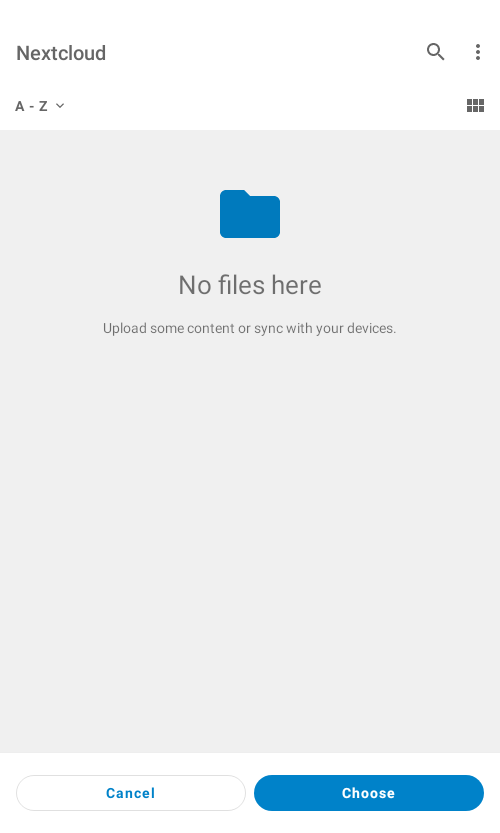 Nextcloud
A - Z
No files here
Upload some content or sync with your devices.
Cancel
Choose